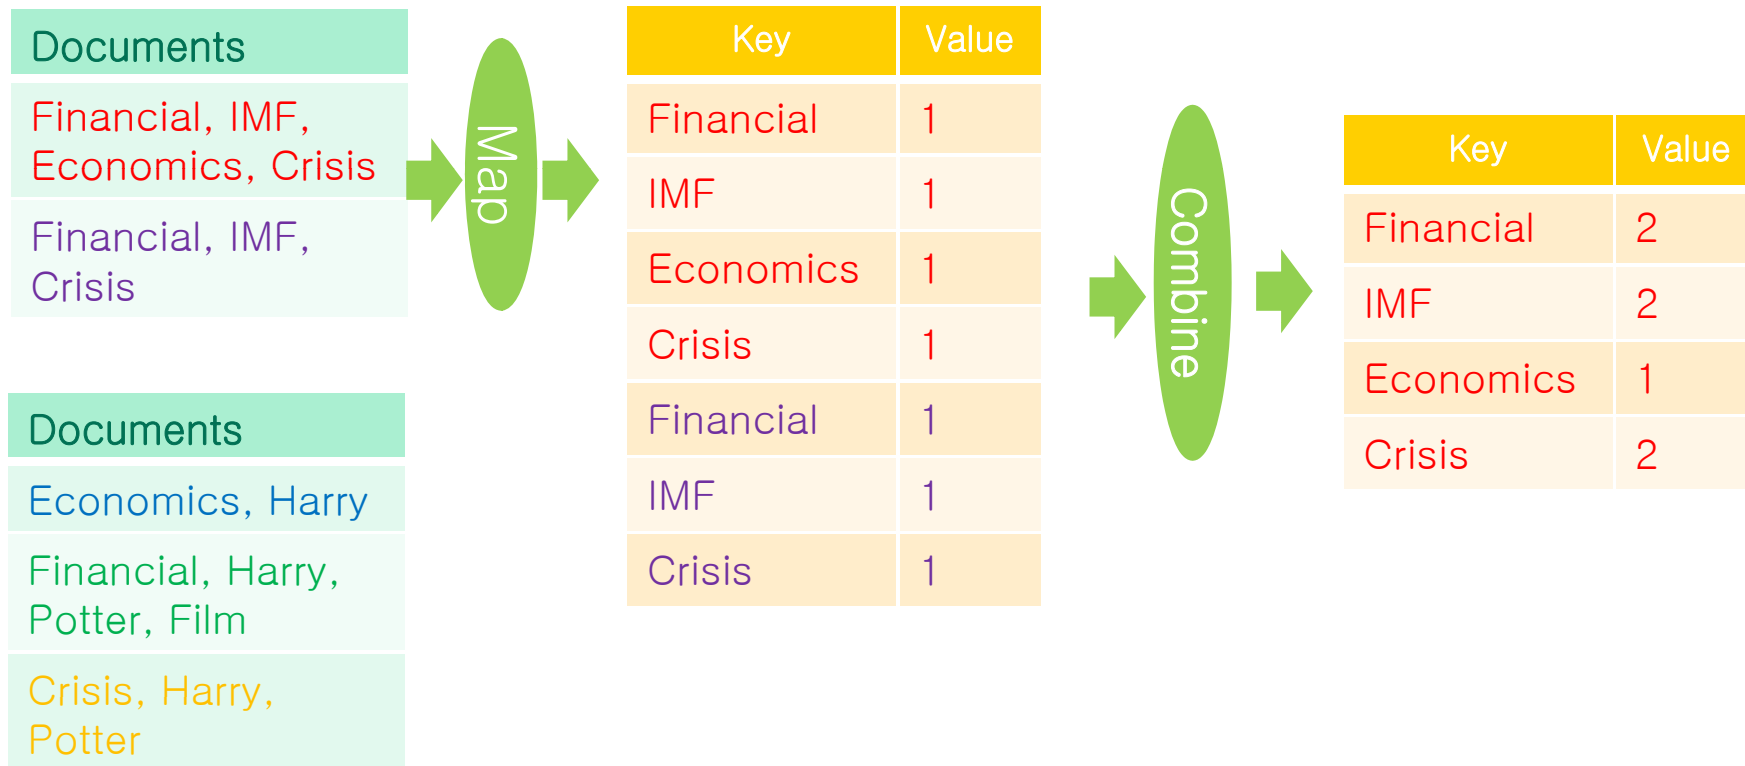 Documents
Financial, IMF,
Economics, Crisis
Financial, IMF,
Crisis
Map
Key Value
Financial 1
IMF 1
Economics 1
Crisis 1
Financial 1
IMF 1
Crisis 1
Combine
Key Value
Financial 2
IMF 2
Economics 1
Crisis 2
Documents
Economics, Harry
Financial, Harry,
Potter, Film
Crisis, Harry,
Potter